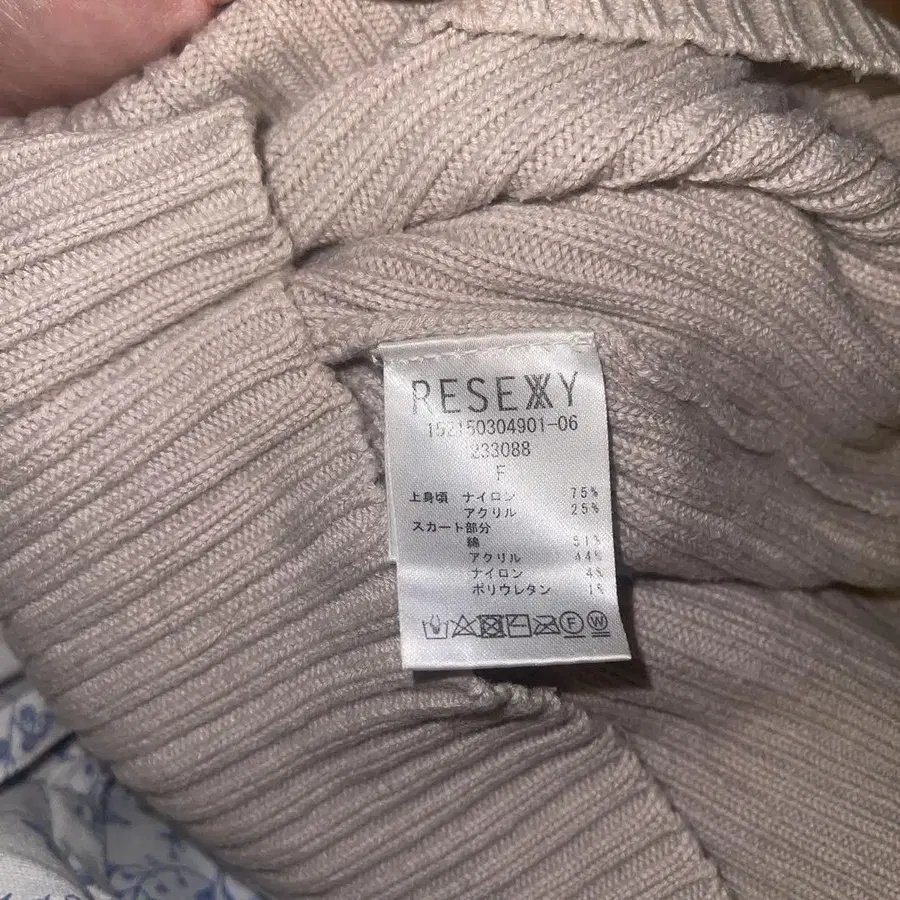 RESEXXY
152150304901-06
233088
F
上身頃 ナイロン 75%
アクリル 25%
スカート部分
綿 51%
アクリル 44%
ナイロン 4%
ポリウレタン 1%
F W